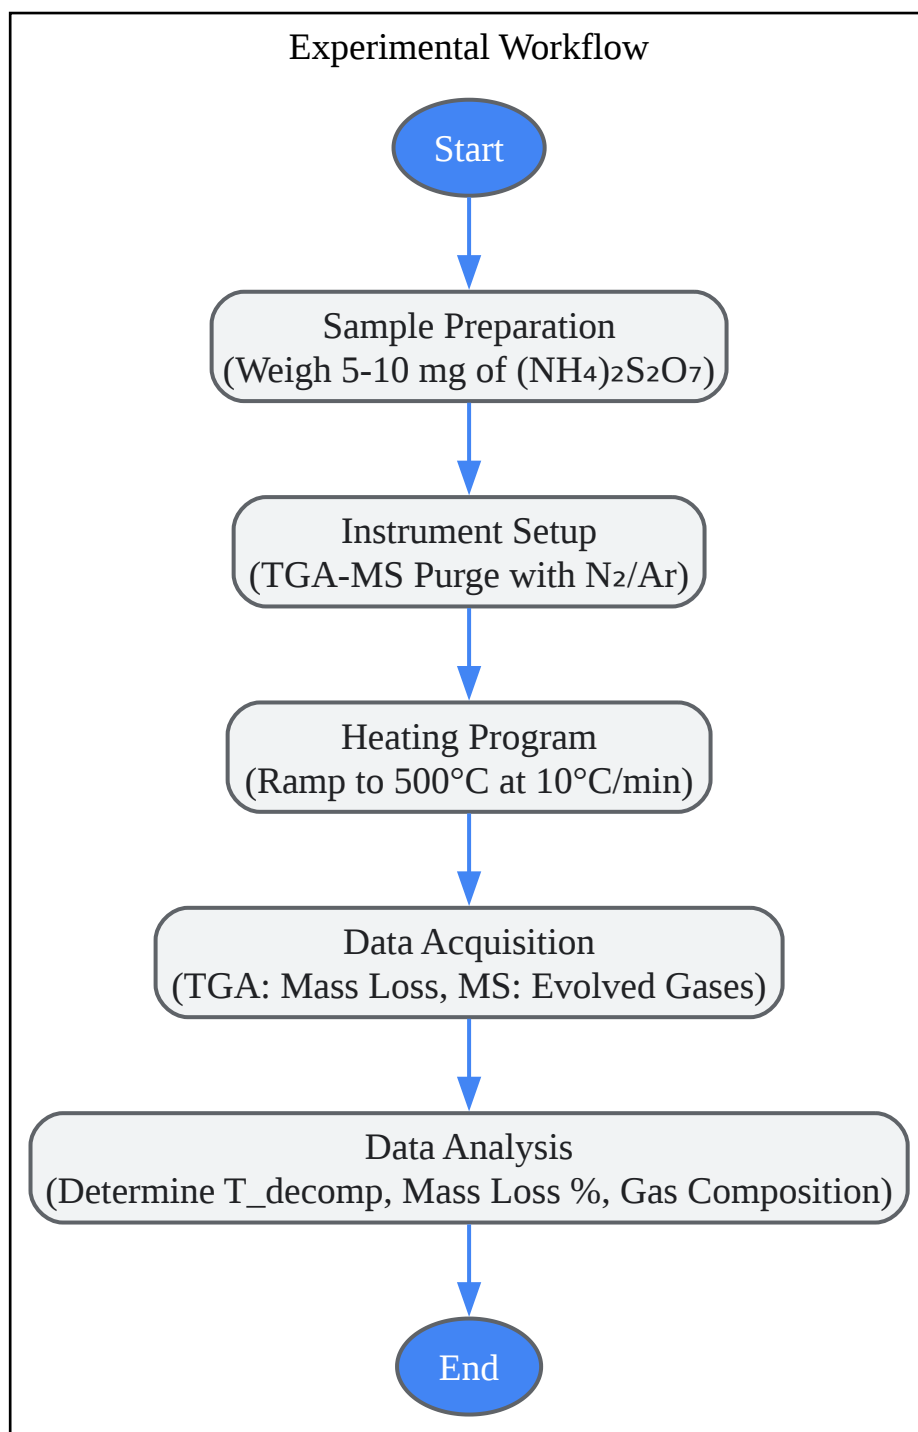 Experimental Workflow
Start
Sample Preparation
(Weigh 5-10 mg of (NH₄)₂S₂O₇)
Instrument Setup
(TGA-MS Purge with N₂/Ar)
Heating Program
(Ramp to 500°C at 10°C/min)
Data Acquisition
(TGA: Mass Loss, MS: Evolved Gases)
Data Analysis
(Determine T_decomp, Mass Loss %, Gas Composition)
End